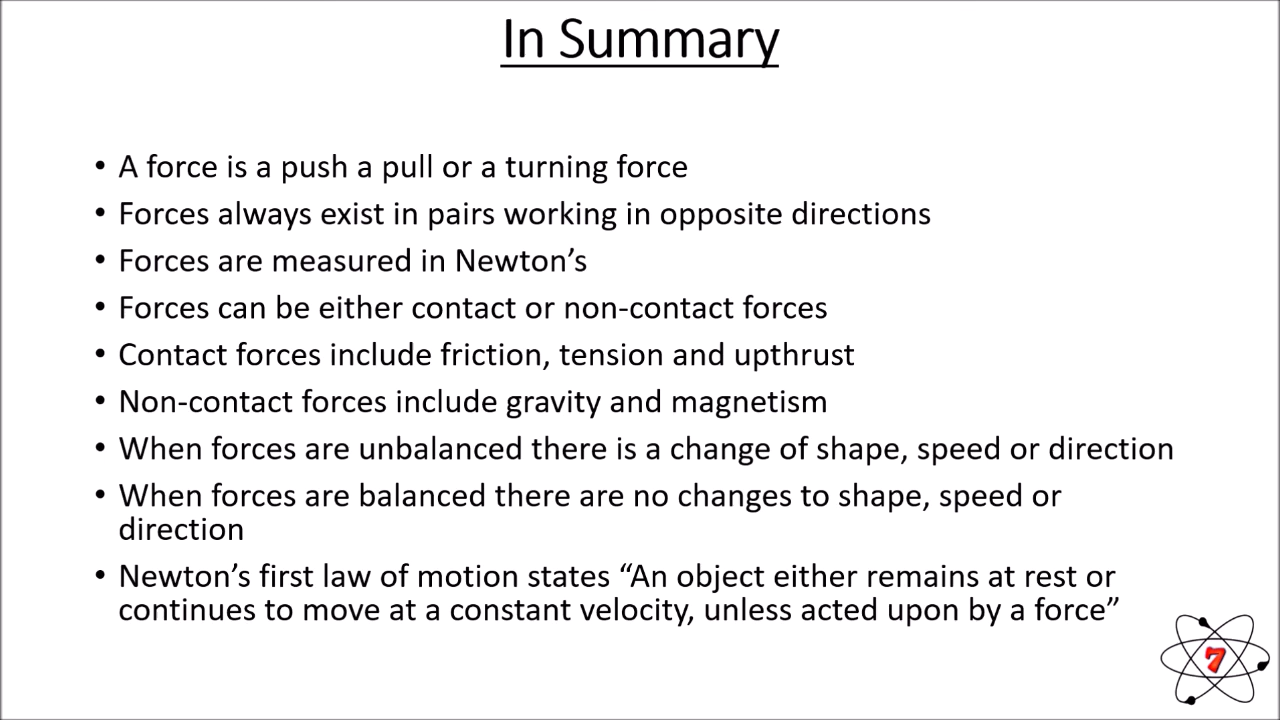 In Summary
• A force is a push a pull or a turning force
• Forces always exist in pairs working in opposite directions
• Forces are measured in Newton’s
• Forces can be either contact or non-contact forces
• Contact forces include friction, tension and upthrust
• Non-contact forces include gravity and magnetism
• When forces are unbalanced there is a change of shape, speed or direction
• When forces are balanced there are no changes to shape, speed or
direction
• Newton’s first law of motion states “An object either remains at rest or
continues to move at a constant velocity, unless acted upon by a force”
7